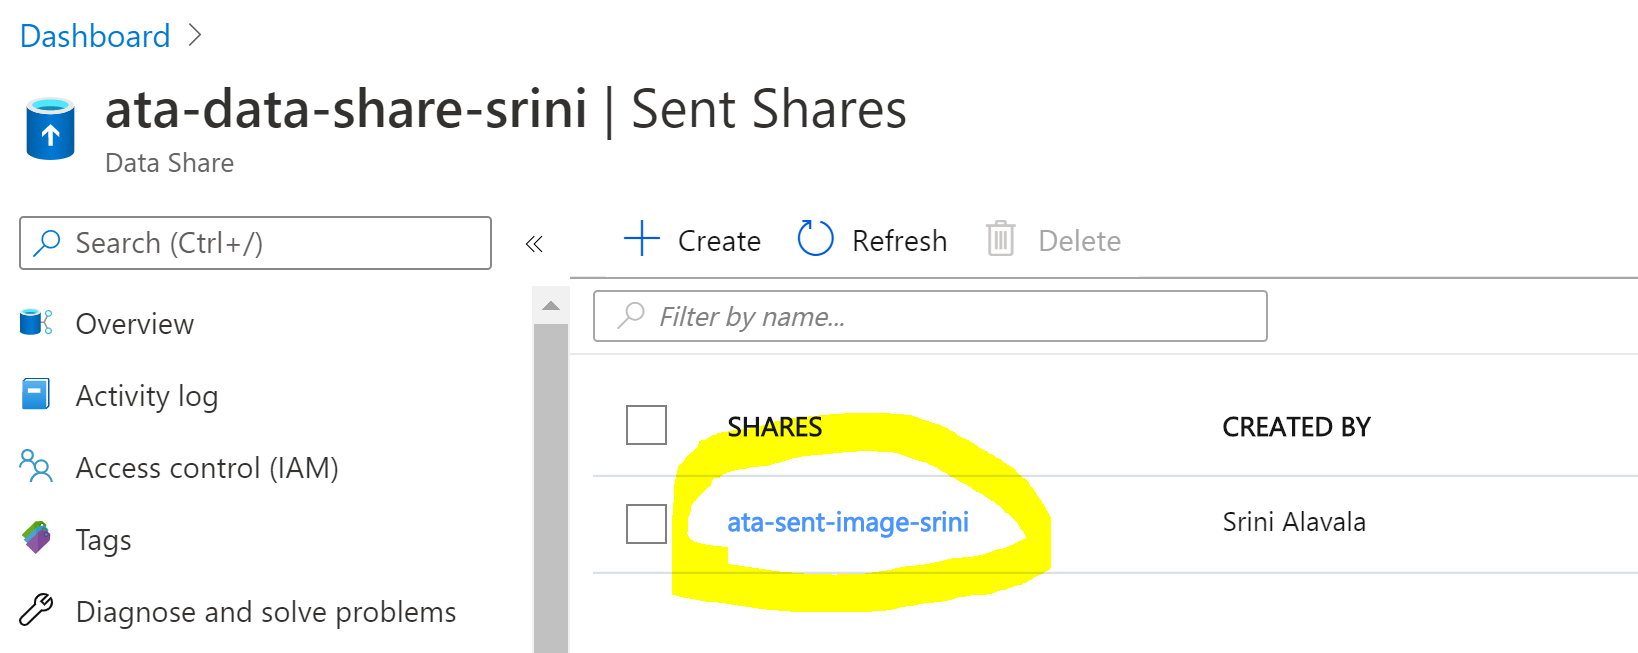 Dashboard >
ata-data-share-srini | Sent Shares
Data Share
Search (Ctrl+/)
«
Create Refresh Delete
Filter by name...
Overview
Activity log
Access control (IAM)
Tags
Diagnose and solve problems
SHARES CREATED BY
ata-sent-image-srini Srini Alavala